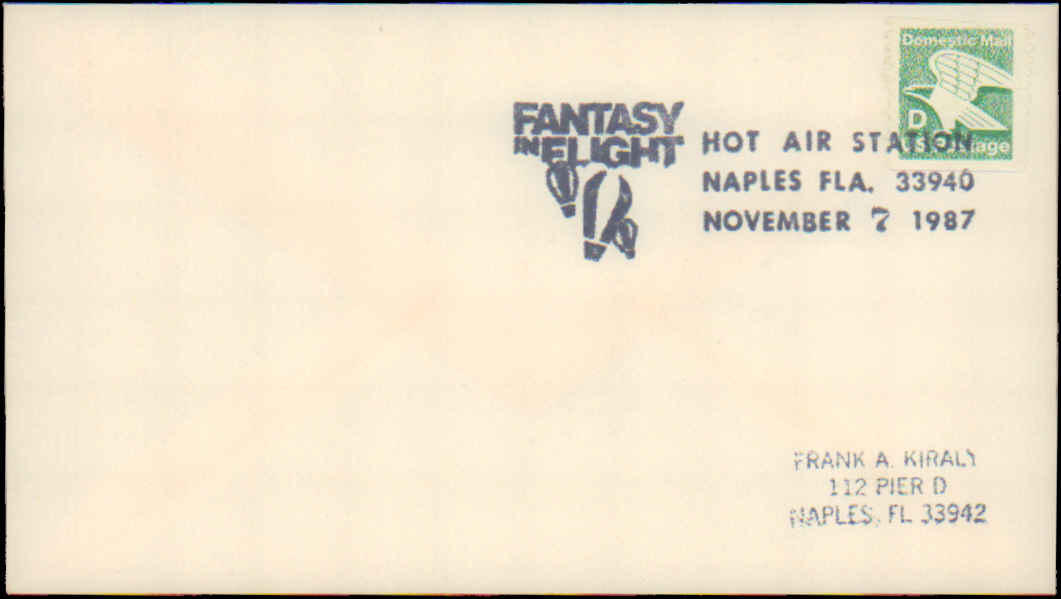 Domestic Mail
D
US Postage
FANTASY
IN FLIGHT
HOT AIR STATION
NAPLES FLA. 33940
NOVEMBER 7 1987
FRANK A. KIRALY
112 PIER D
NAPLES, FL 33942